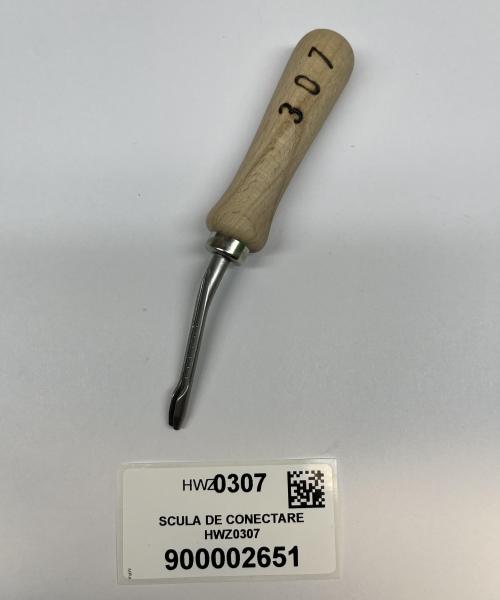 307
HWZ0307
SCULA DE CONECTARE
HWZ0307
900002651